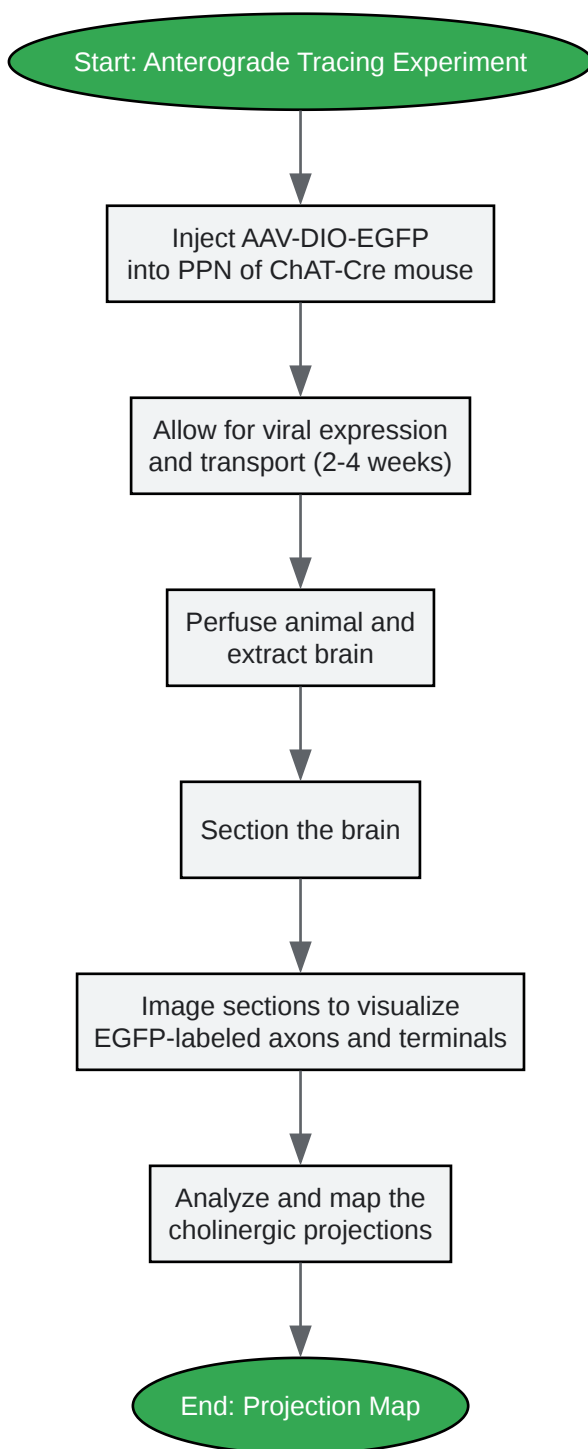 Start: Anterograde Tracing Experiment
Inject AAV-DIO-EGFP
into PPN of ChAT-Cre mouse
Allow for viral expression
and transport (2-4 weeks)
Perfuse animal and
extract brain
Section the brain
Image sections to visualize
EGFP-labeled axons and terminals
Analyze and map the
cholinergic projections
End: Projection Map